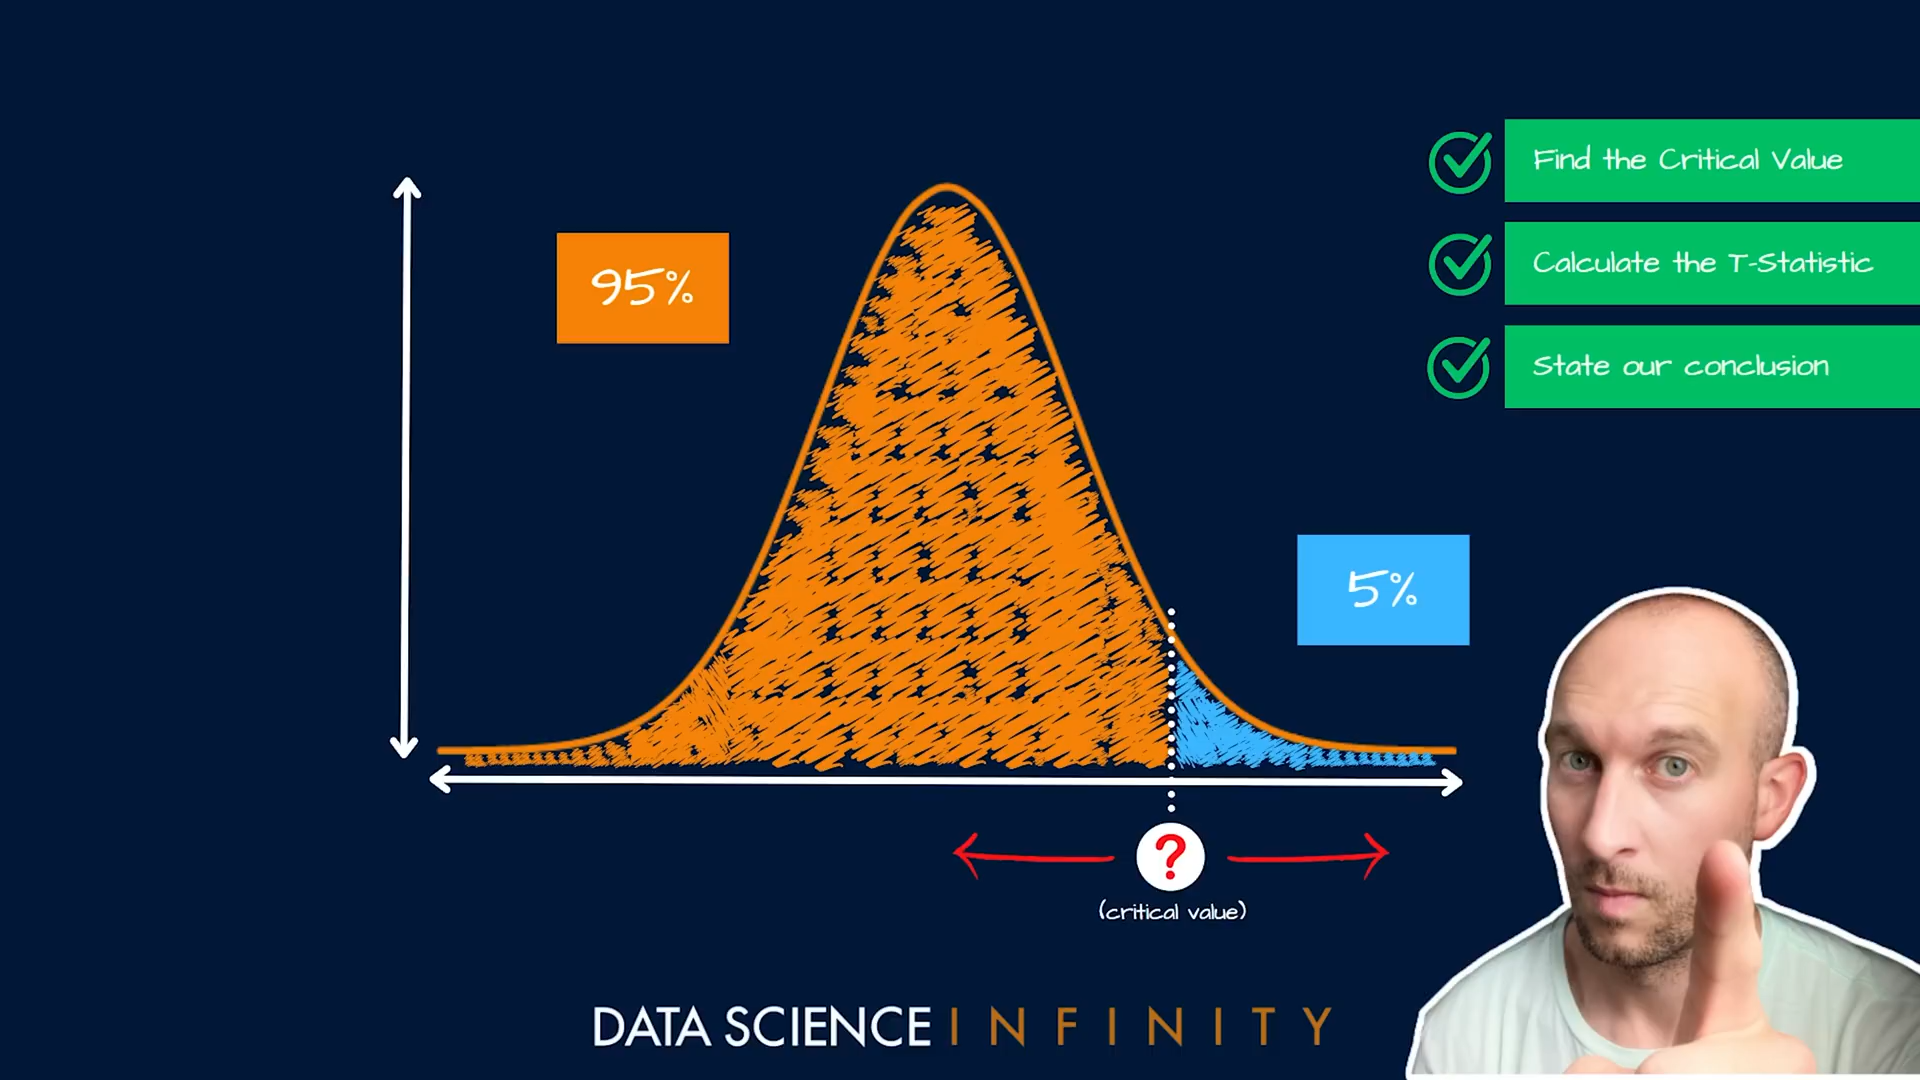 Find the Critical Value
Calculate the T-Statistic
State our conclusion
95%
5%
?
(critical value)
DATA SCIENCE INFINITY